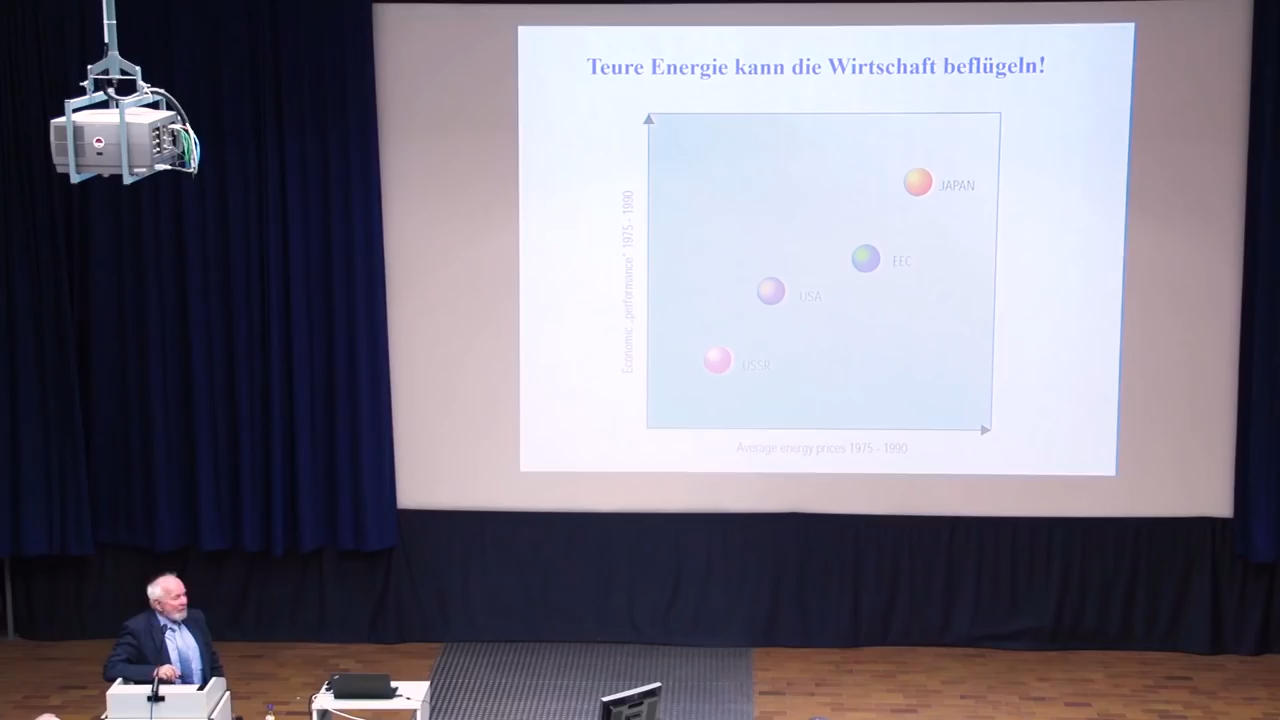 Teure Energie kann die Wirtschaft beflügeln!
JAPAN
EEC
USA
USSR
Economic „performance" 1975 - 1990
Average energy prices 1975 - 1990